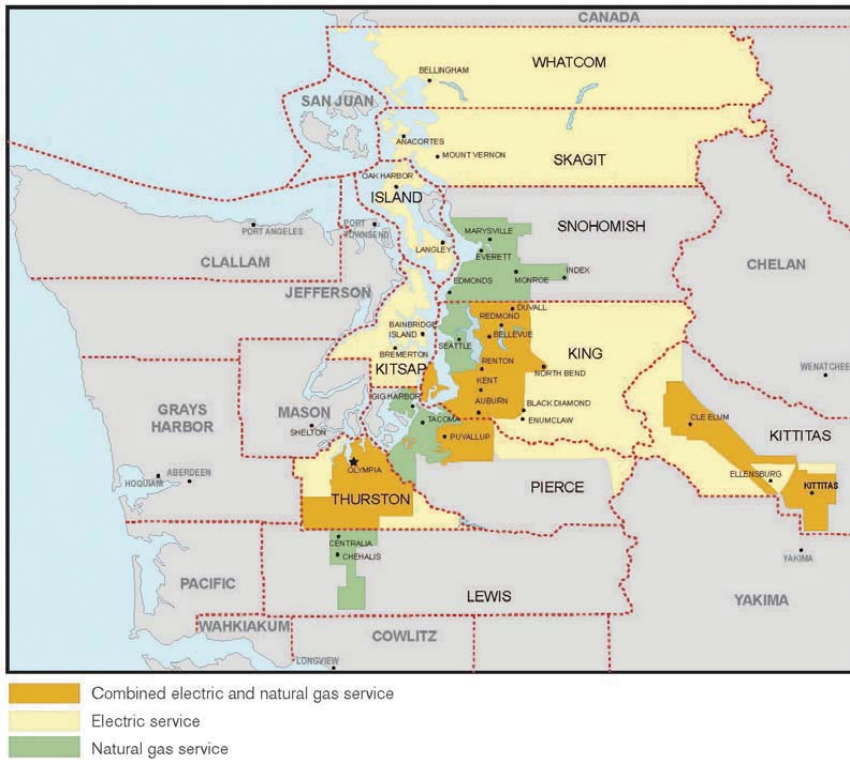 CANADA
WHATCOM
BELLINGHAM
SAN JUAN
ANACORTES
MOUNT VERNON
SKAGIT
OAK HARBOR
ISLAND
PORT ANGELES
PORT
TOWNSEND
SNOHOMISH
MARYSVILLE
LANGLEY
EVERETT
CLALLAM
CHELAN
MONROE
INDEX
EDMONDS
JEFFERSON
DUVALL
REDMOND
BAINBRIDGE
ISLAND
BELLEVUE
SEATTLE
KING
BREMERTON
KITSAP
RENTON
NORTH BEND
WENATCHEE
KENT
GIG HARBOR
AUBURN
BLACK DIAMOND
ENUMCLAW
GRAYS
HARBOR
MASON
SHELTON
TACOMA
CLE ELUM
PUYALLUP
KITTITAS
OLYMPIA
ABERDEEN
HOQUIAM
ELLENSBURG
KITTITAS
THURSTON
PIERCE
CENTRALIA
CHEHALIS
YAKIMA
PACIFIC
LEWIS
YAKIMA
WAHKIAKUM
COWLITZ
LONGVIEW
Combined electric and natural gas service
Electric service
Natural gas service